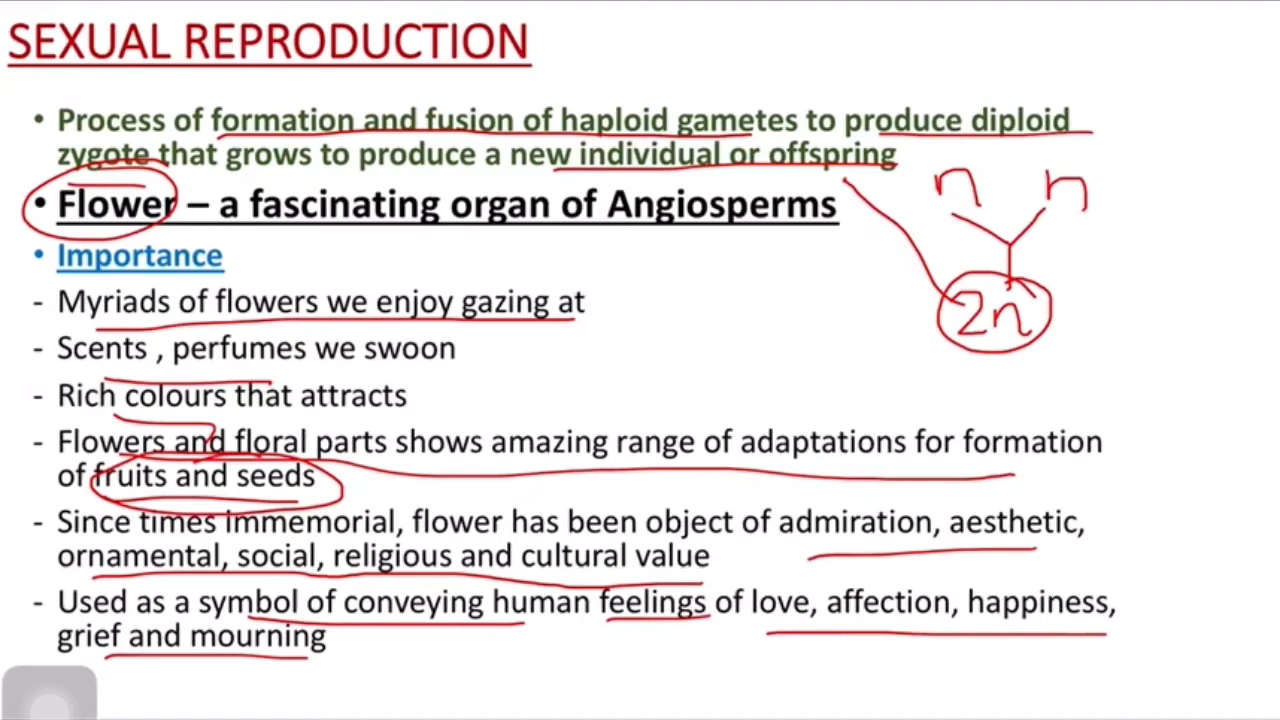 SEXUAL REPRODUCTION
• Process of formation and fusion of haploid gametes to produce diploid
zygote that grows to produce a new individual or offspring
n n
• Flower – a fascinating organ of Angiosperms
• Importance
- Myriads of flowers we enjoy gazing at
2n
- Scents , perfumes we swoon
- Rich colours that attracts
- Flowers and floral parts shows amazing range of adaptations for formation
of fruits and seeds
- Since times immemorial, flower has been object of admiration, aesthetic,
ornamental, social, religious and cultural value
- Used as a symbol of conveying human feelings of love, affection, happiness,
grief and mourning